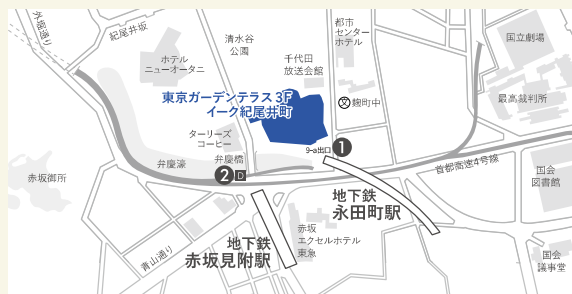 外堀通り
紀尾井坂
清水谷
公園
都市
センター
ホテル
国立劇場
ホテル
ニューオータニ
千代田
放送会館
東京ガーデンテラス 3F
イーク紀尾井町
文 麹町中
最高裁判所
タリーズ
コーヒー
9-a出口
1
弁慶濠
弁慶橋
2 D
首都高速4号線
国会
図書館
赤坂御所
地下鉄
永田町駅
赤坂
エクセルホテル
東急
地下鉄
赤坂見附駅
青山通り
国会
議事堂